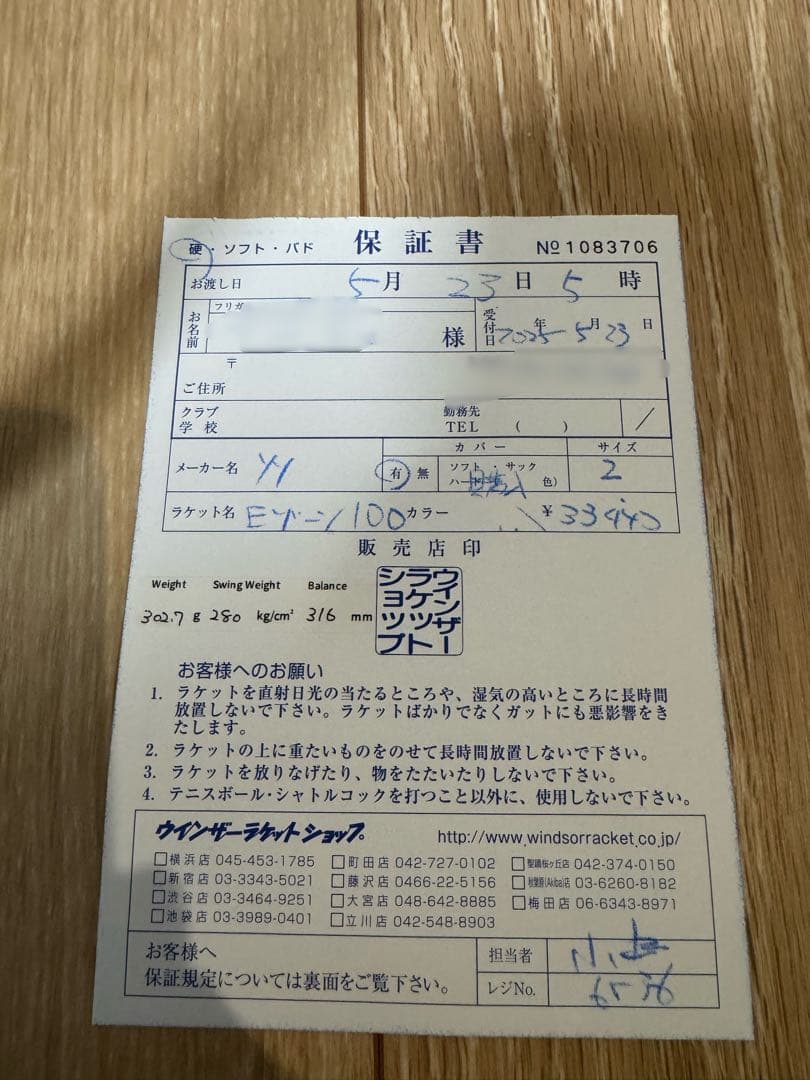 硬・ソフト・バド 保証書 № 1083706
お渡し日 5月 23日 5時
フリガ
お名前 様 受付日 2025年 5月 23日
〒
ご住所
クラブ 勤務先
学校 TEL ( ) /
メーカー名 YY 有 無 カバー サイズ
ソフト・サック
ハード 色) 2
ラケット名 Eゾーン100 カラー ¥33440
販売店印
Weight Swing Weight Balance
302.7 g 280 kg/cm² 316 mm
ウインザーラケットショップ
お客様へのお願い
1. ラケットを直射日光の当たるところや、湿気の高いところに長時間
放置しないで下さい。ラケットばかりでなくガットにも悪影響をき
たします。
2. ラケットの上に重たいものをのせて長時間放置しないで下さい。
3. ラケットを放りなげたり、物をたたいたりしないで下さい。
4. テニスボール・シャトルコックを打つこと以外に、使用しないで下さい。
ウインザーラケットショップ。 http://www.windsorracket.co.jp/
横浜店 045-453-1785 町田店 042-727-0102 聖蹟桜ヶ丘店 042-374-0150
新宿店 03-3343-5021 藤沢店 0466-22-5156 秋葉原(Akiba)店 03-6260-8182
渋谷店 03-3464-9251 大宮店 048-642-8885 梅田店 06-6343-8971
池袋店 03-3989-0401 立川店 042-548-8903
お客様へ 担当者
保証規定については裏面をご覧下さい。 レジNo.